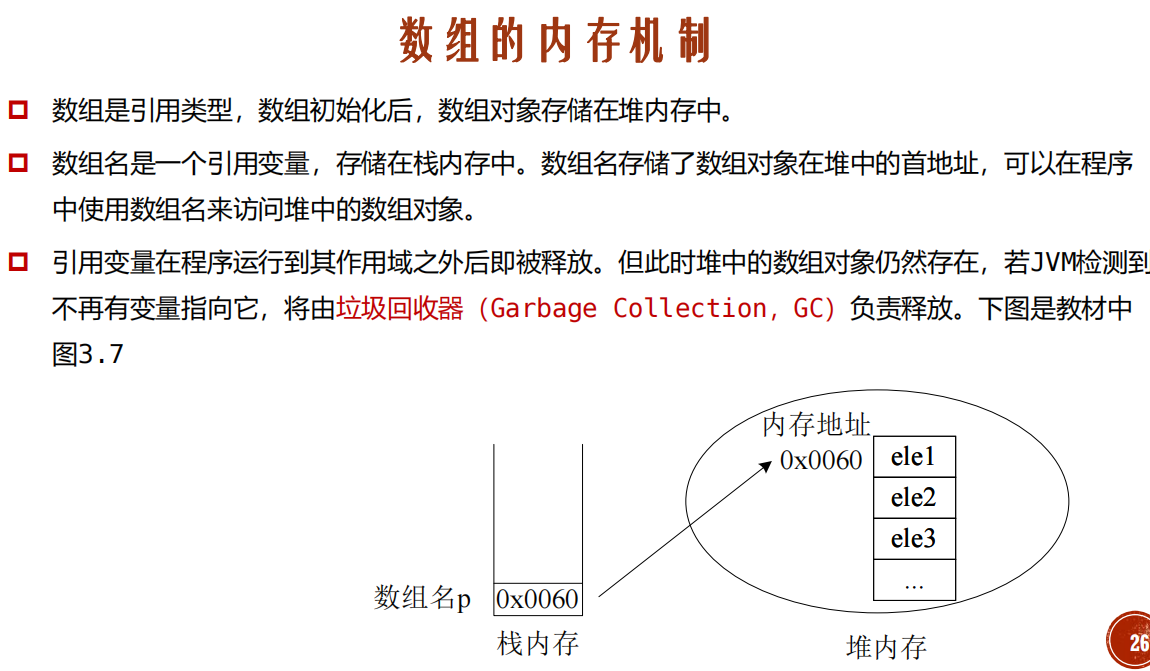 数组的内存机制
数组是引用类型，数组初始化后，数组对象存储在堆内存中。
数组名是一个引用变量，存储在栈内存中。数组名存储了数组对象在堆中的首地址，可以在程序
中使用数组名来访问堆中的数组对象。
引用变量在程序运行到其作用域之外后即被释放。但此时堆中的数组对象仍然存在，若JVM检测到
不再有变量指向它，将由垃圾回收器（Garbage Collection，GC）负责释放。下图是教材中
图3.7
内存地址
0x0060
ele1
ele2
ele3
...
数组名p
0x0060
栈内存
堆内存
26